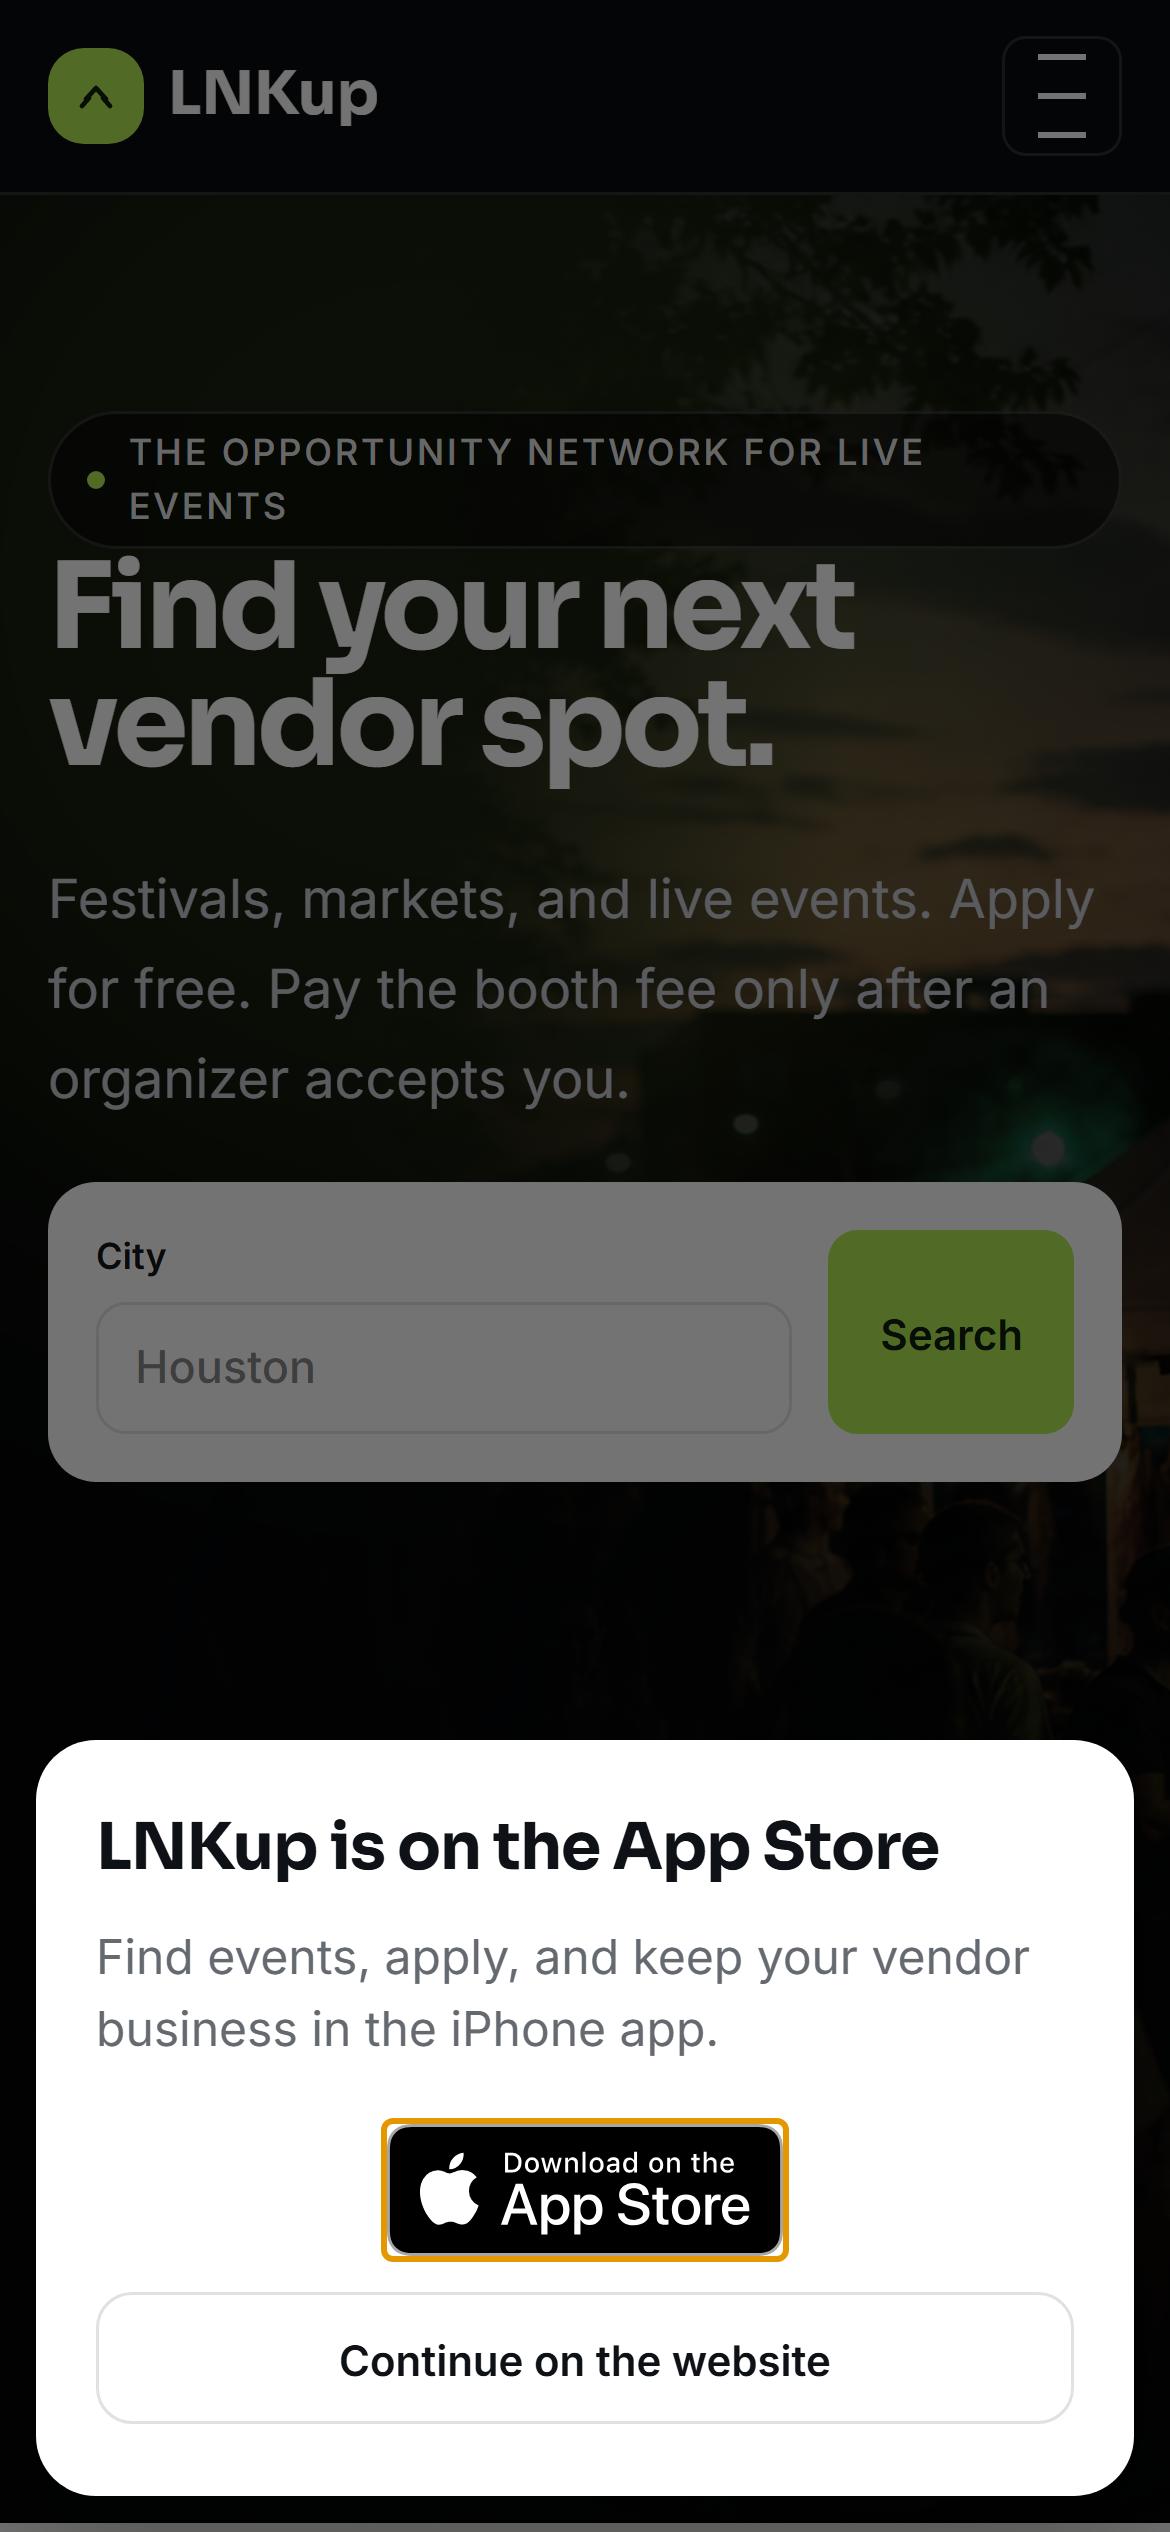 LNKup
THE OPPORTUNITY NETWORK FOR LIVE
EVENTS
Find your next
vendor spot.
Festivals, markets, and live events. Apply
for free. Pay the booth fee only after an
organizer accepts you.
City
Houston
Search
LNKup is on the App Store
Find events, apply, and keep your vendor
business in the iPhone app.
Download on the
App Store
Continue on the website